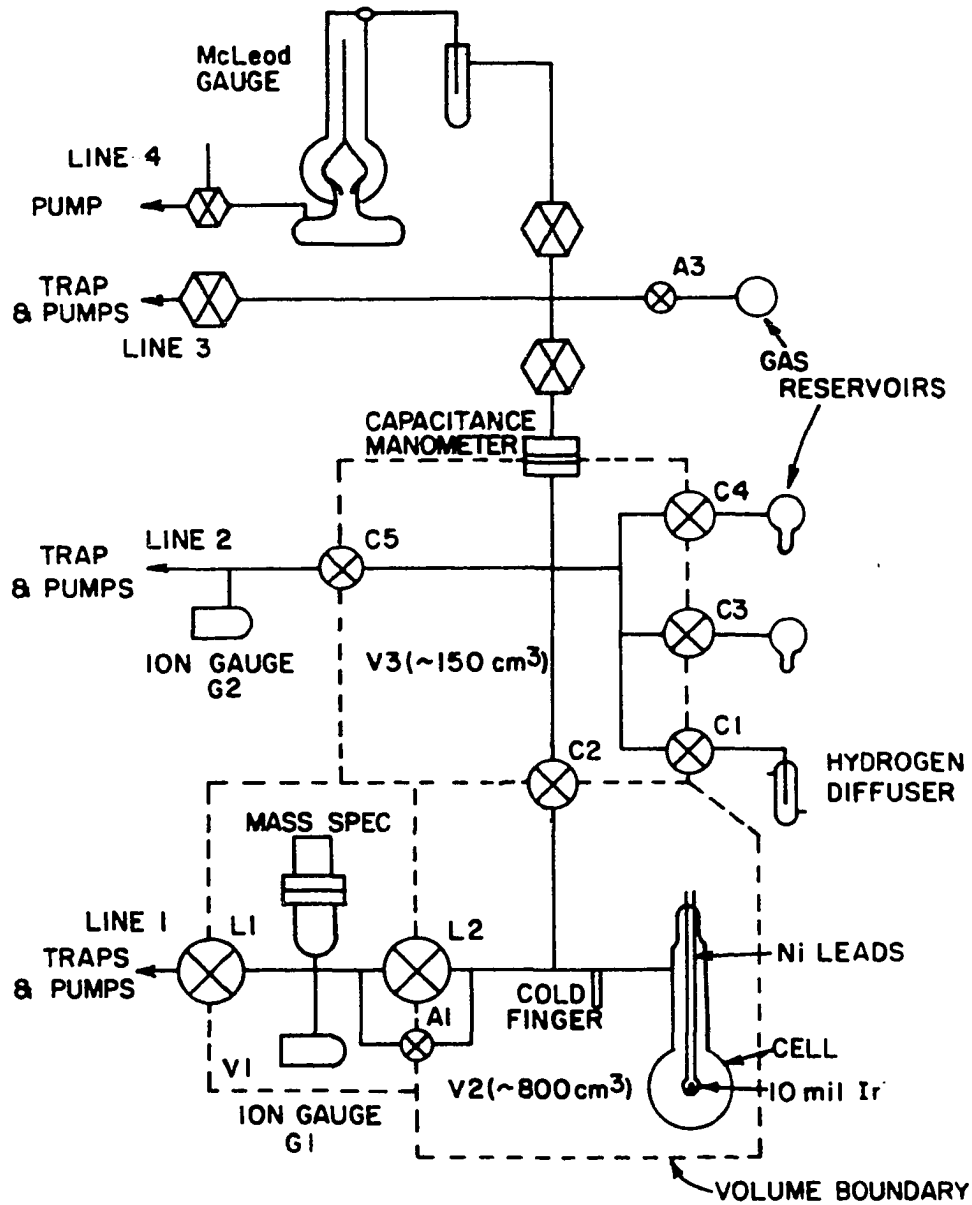 McLeod
GAUGE
LINE 4
PUMP
TRAP
& PUMPS
LINE 3
A3
GAS
RESERVOIRS
CAPACITANCE
MANOMETER
C4
LINE 2
C5
TRAP
& PUMPS
ION GAUGE
G2
V3 (~150 cm³)
C3
C1
C2
HYDROGEN
DIFFUSER
MASS SPEC
LINE 1
L1
L2
TRAPS
& PUMPS
Ni LEADS
COLD
FINGER
A1
CELL
V1
V2 (~800 cm³)
10 mil Ir
ION GAUGE
G1
VOLUME BOUNDARY